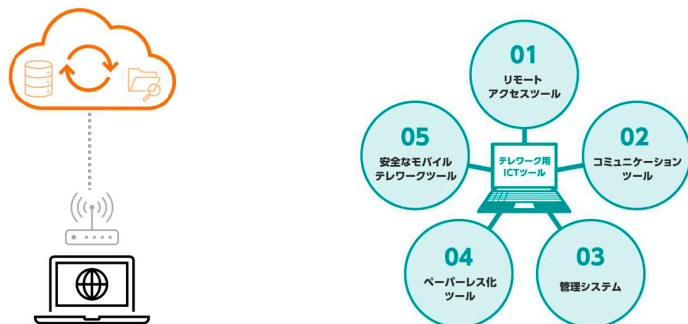 01
リモート
アクセスツール
02
コミュニケーション
ツール
03
管理システム
04
ペーパーレス化
ツール
05
安全なモバイル
テレワークツール
テレワーク用
ICTツール